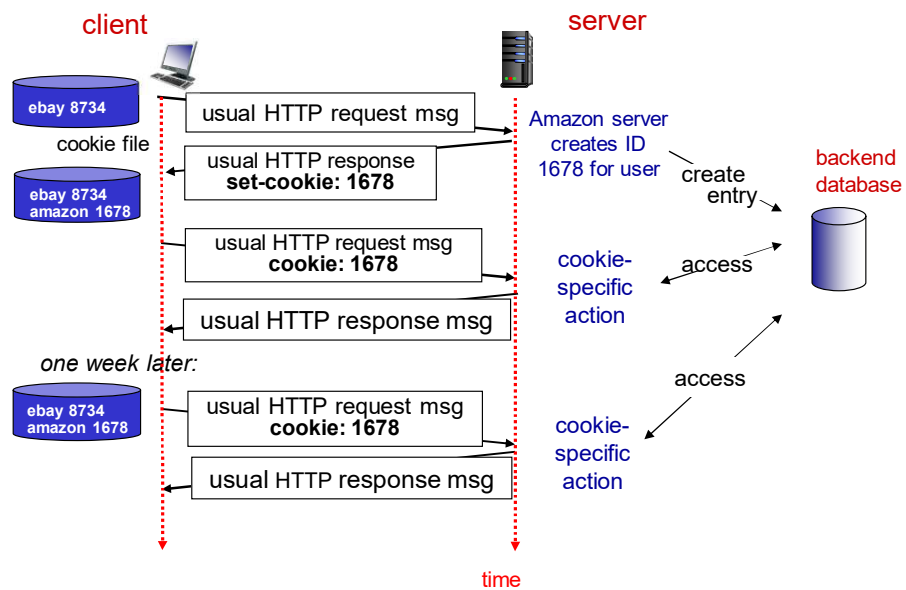 client
server
ebay 8734
usual HTTP request msg
cookie file
Amazon server
creates ID
1678 for user
usual HTTP response
set-cookie: 1678
create
entry
backend
database
ebay 8734
amazon 1678
usual HTTP request msg
cookie: 1678
cookie-
specific
action
access
usual HTTP response msg
one week later:
access
ebay 8734
amazon 1678
usual HTTP request msg
cookie: 1678
cookie-
specific
action
usual HTTP response msg
time